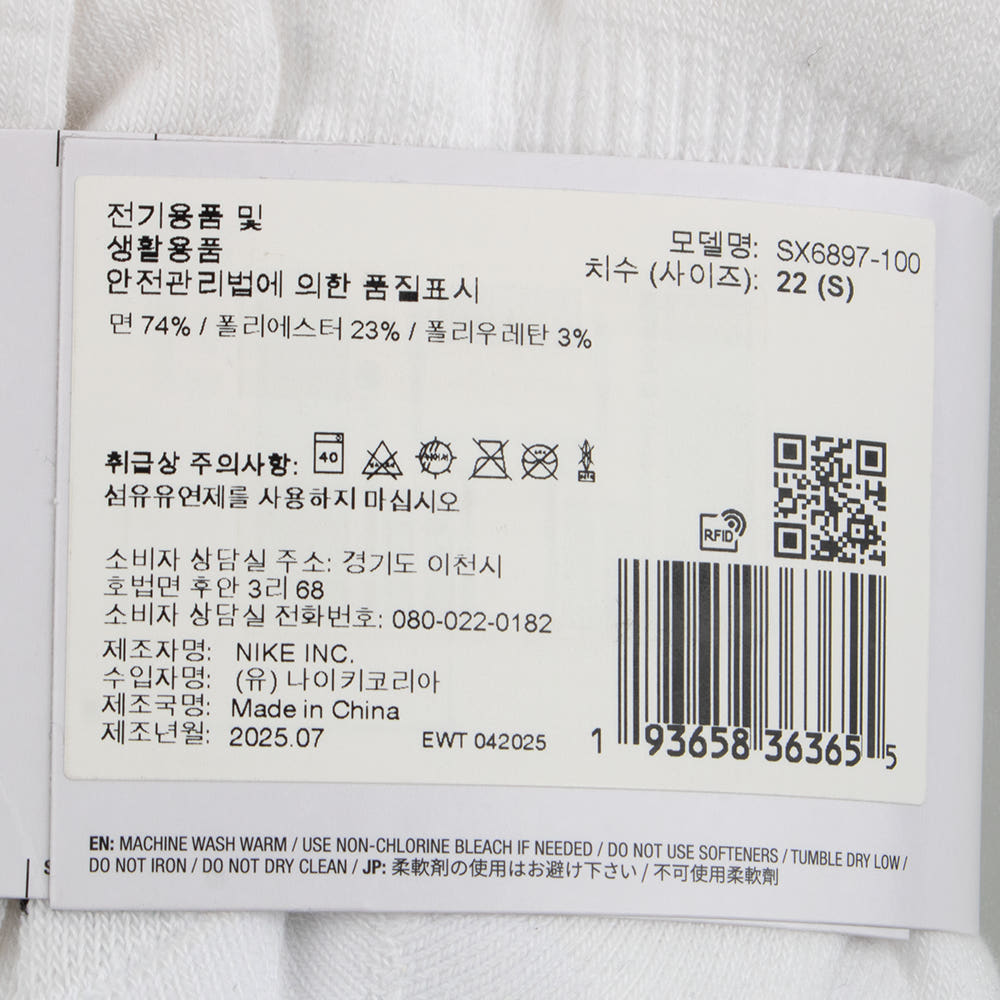 전기용품 및
생활용품
안전관리법에 의한 품질표시
모델명: SX6897-100
치수 (사이즈): 22 (S)
면 74% / 폴리에스터 23% / 폴리우레탄 3%
취급상 주의사항:
40
섬유유연제를 사용하지 마십시오
RFID
소비자 상담실 주소: 경기도 이천시
호법면 후안 3리 68
소비자 상담실 전화번호: 080-022-0182
제조자명: NIKE INC.
수입자명: (유) 나이키코리아
제조국명: Made in China
제조년월: 2025.07
EWT 042025
1 93658 36365 5
EN: MACHINE WASH WARM / USE NON-CHLORINE BLEACH IF NEEDED / DO NOT USE SOFTENERS / TUMBLE DRY LOW /
DO NOT IRON / DO NOT DRY CLEAN / JP: 柔軟剤の使用はお避け下さい / 不可使用柔軟劑